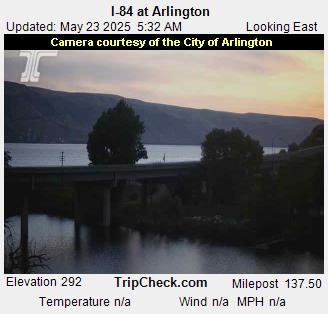 I-84 at Arlington
Updated: May 23 2025 5:32 AM Looking East
Camera courtesy of the City of Arlington
Elevation 292 TripCheck.com Milepost 137.50
Temperature n/a Wind n/a MPH n/a